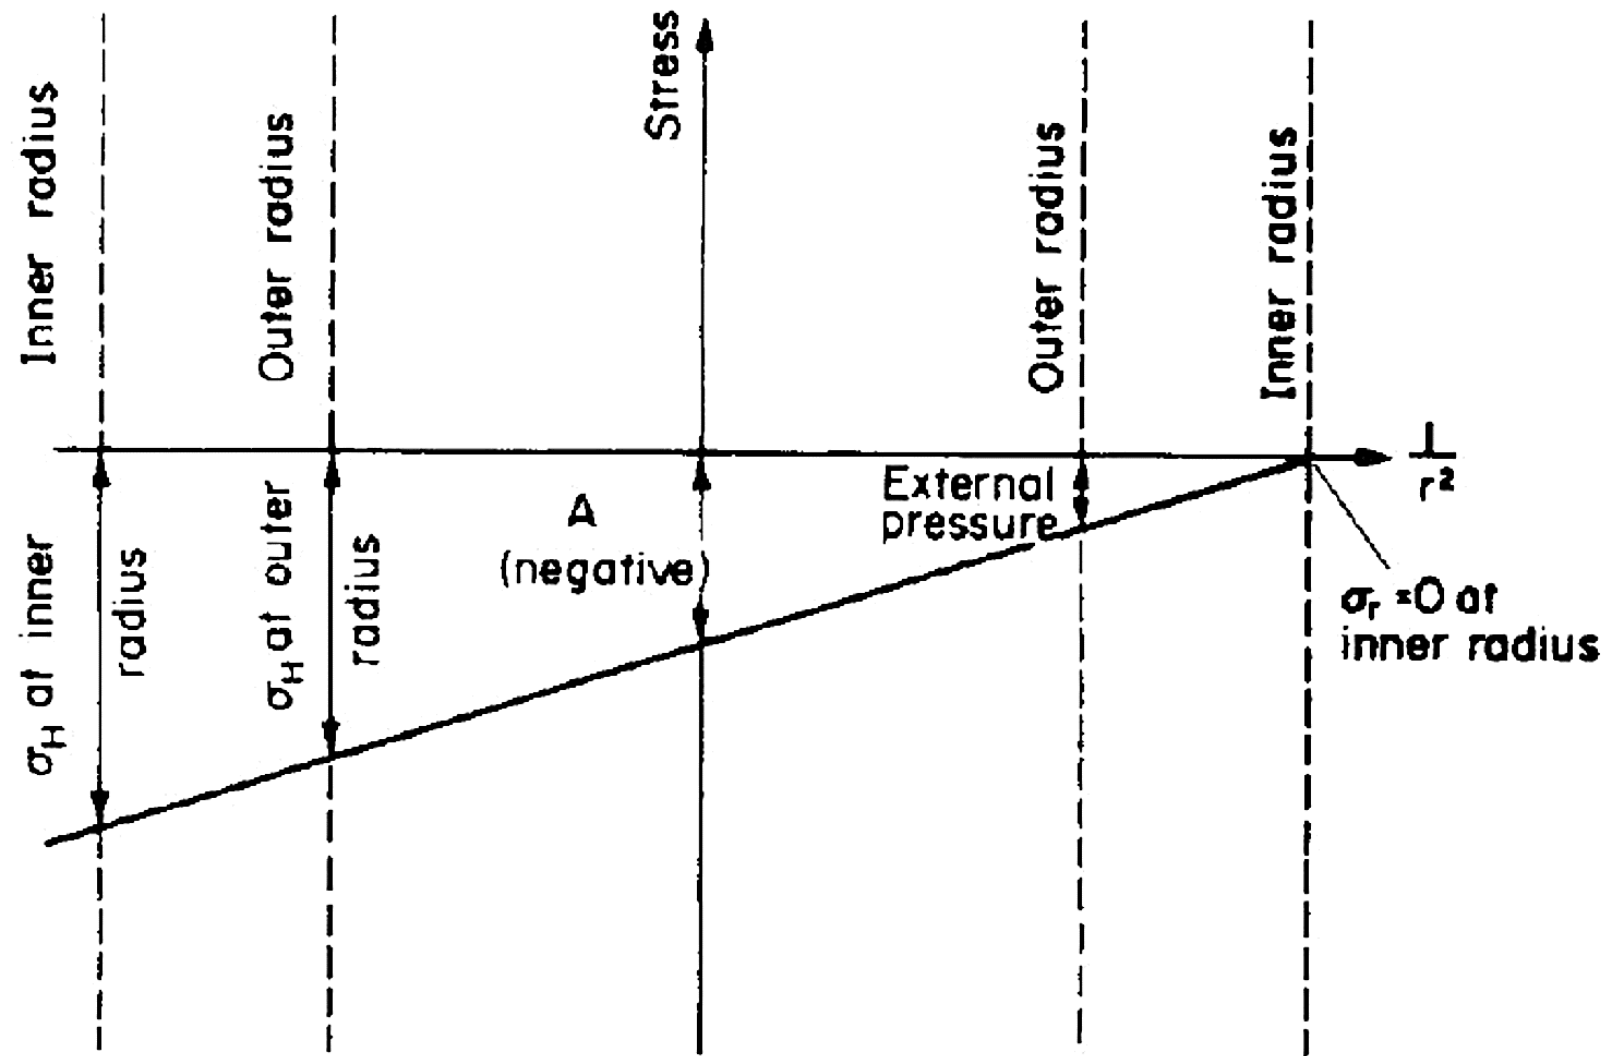 Inner radius
Outer radius
Stress
Outer radius
Inner radius
1
r²
σH at inner
radius
σH at outer
radius
A
(negative)
External
pressure
σr = 0 at
inner radius